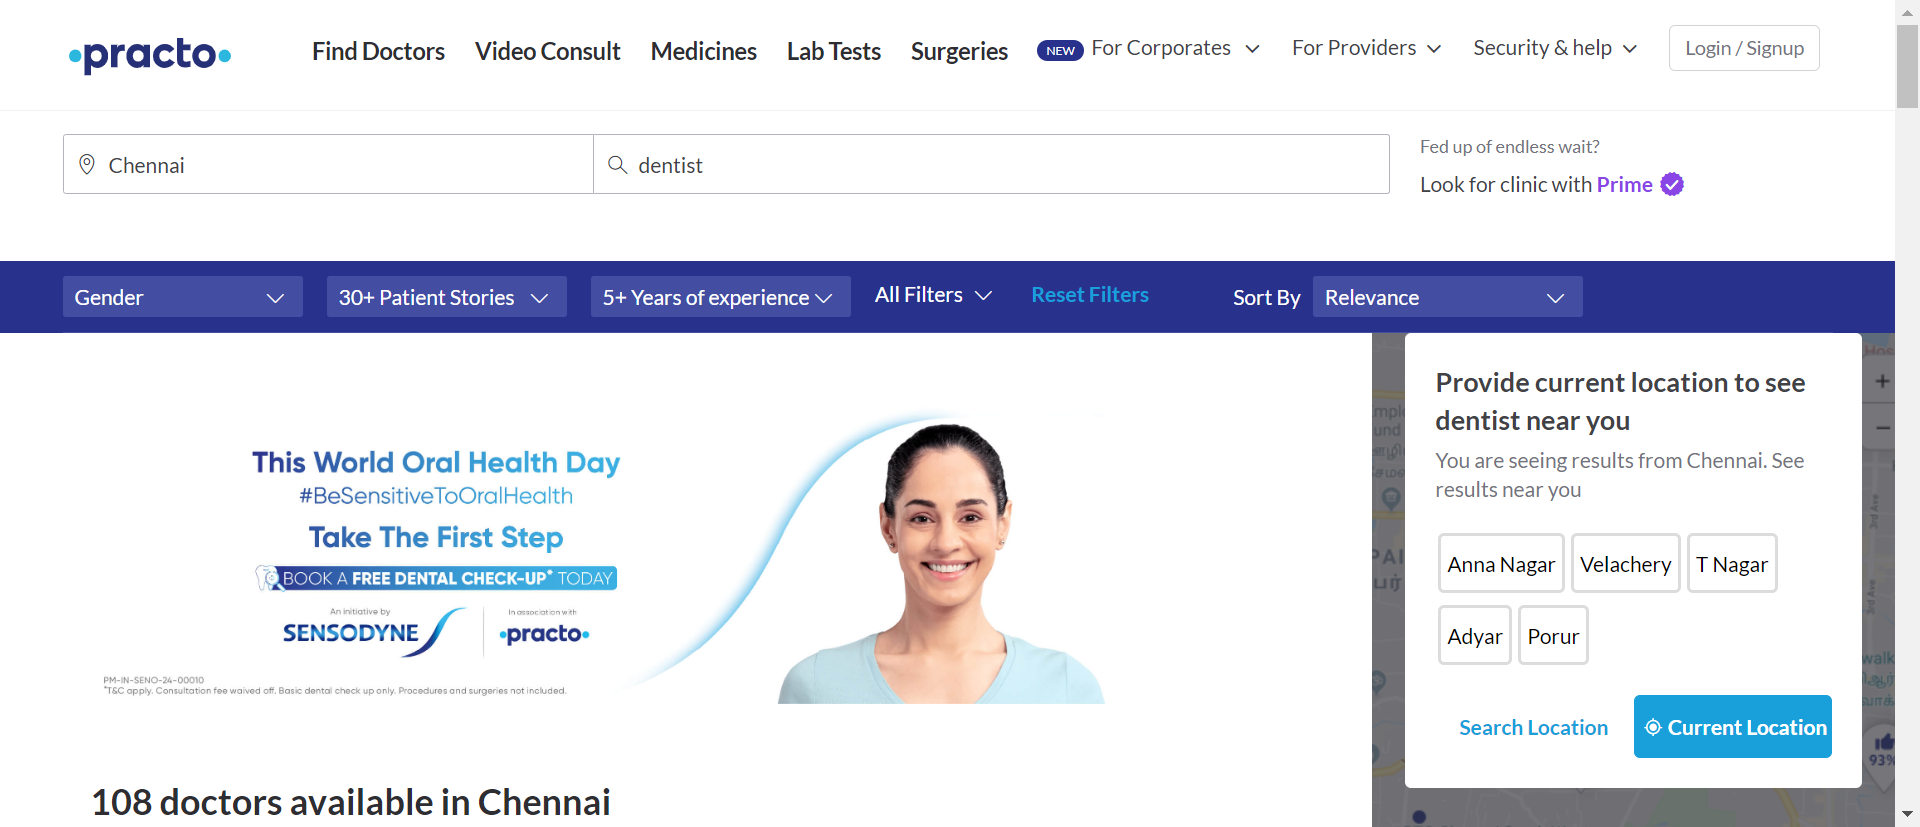 practo
Find Doctors
Video Consult
Medicines
Lab Tests
Surgeries
NEW For Corporates
For Providers
Security & help
Login / Signup
Chennai
dentist
Fed up of endless wait?
Look for clinic with Prime
Gender
30+ Patient Stories
5+ Years of experience
All Filters
Reset Filters
Sort By
Relevance
This World Oral Health Day
#BeSensitiveToOralHealth
Take The First Step
BOOK A FREE DENTAL CHECK-UP* TODAY
An initiative by
SENSODYNE
In association with
practo
PM-IN-SENO-24-00010
*T&C apply. Consultation fee waived off. Basic dental check up only. Procedures and surgeries not included.
Provide current location to see
dentist near you
You are seeing results from Chennai. See
results near you
Anna Nagar
Velachery
T Nagar
Adyar
Porur
Search Location
Current Location
3rd Ave
3rd Ave
93%
108 doctors available in Chennai